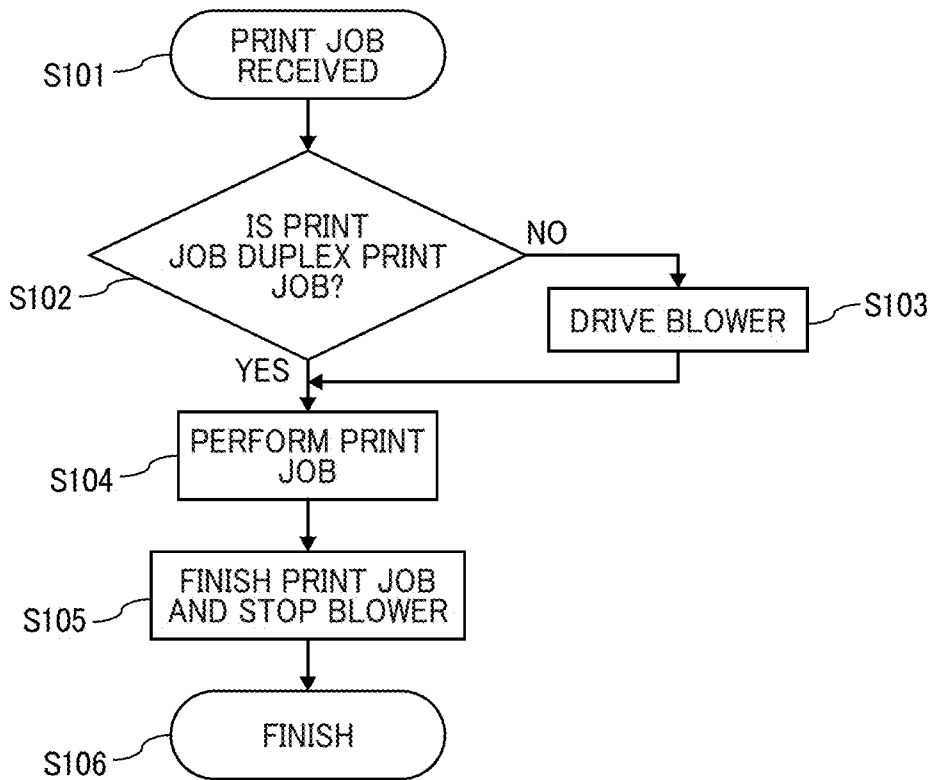 PRINT JOB
RECEIVED
S101
IS PRINT
JOB DUPLEX PRINT
JOB?
S102
NO
DRIVE BLOWER
S103
YES
PERFORM PRINT
JOB
S104
FINISH PRINT JOB
AND STOP BLOWER
S105
FINISH
S106